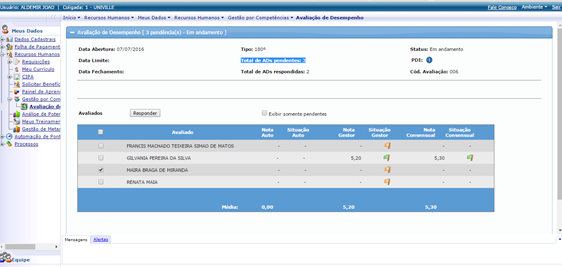 Usuário: ALDEMIR JOAO | Coligada: 1 - UNIVILLE
Fale Conosco Ambiente Sair
Início Recursos Humanos Meus Dados Recursos Humanos Gestão por Competências Avaliação de Desempenho
Meus Dados
Dados Cadastrais
Folha de Pagament
Recursos Humanos
Requisições
Meu Currículo
CIPA
Solicitar Benefíc
Painel de Apren
Gestão por Com
Avaliação de
Análise de Poten
Meus Treinamen
Gestão de Metas
Automação de Pont
Processos
Equipe
Avaliação de Desempenho [ 3 pendência(s) - Em andamento ]
Data Abertura: 07/07/2016 Tipo: 180° Status: Em andamento
Data Limite: Total de ADs pendentes: 3 PDI:
Data Fechamento: Total de ADs respondidas: 2 Cód. Avaliação: 006
Avaliados Responder Exibir somente pendentes
Avaliado Nota Auto Situação Auto Nota Gestor Situação Gestor Nota Consensual Situação Consensual
FRANCIS MACHADO TEIXEIRA SIMAO DE MATOS - - - - -
GILVANIA PEREIRA DA SILVA - - 5,20 5,30
MAIRA BRAGA DE MIRANDA - - - - -
RENATA MAIA - - - - -
Média: 0,00 5,20 5,30
Mensagens Alertas